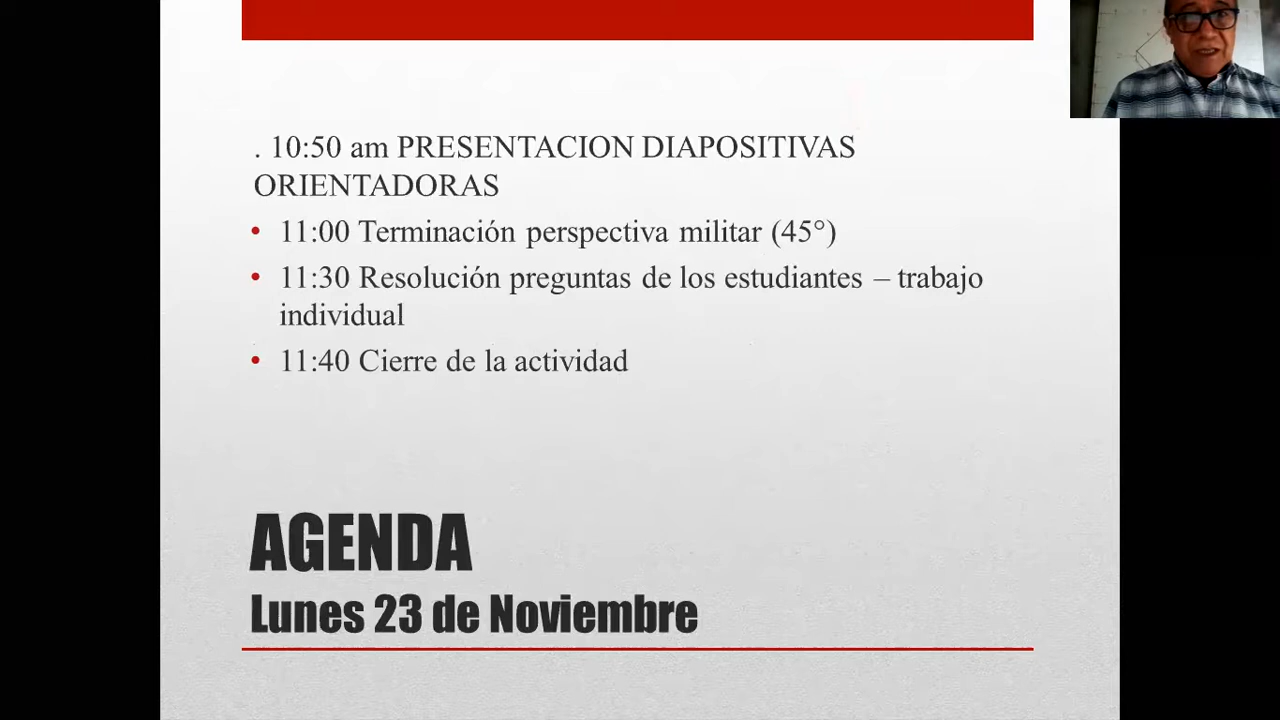 . 10:50 am PRESENTACION DIAPOSITIVAS
ORIENTADORAS
• 11:00 Terminación perspectiva militar (45°)
• 11:30 Resolución preguntas de los estudiantes – trabajo
individual
• 11:40 Cierre de la actividad
AGENDA
Lunes 23 de Noviembre